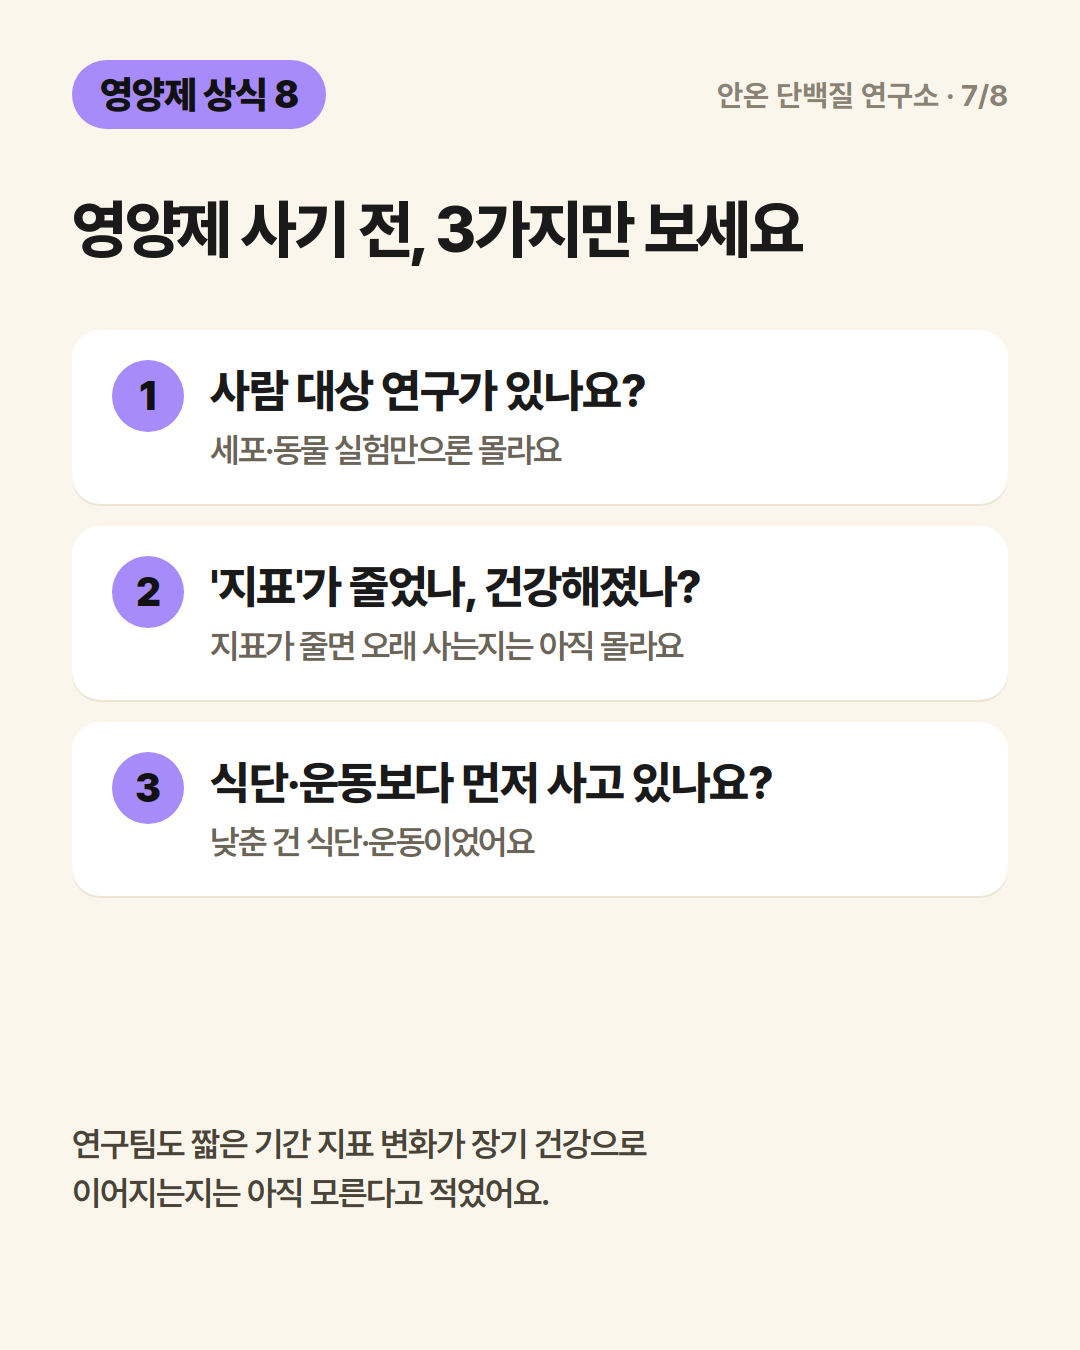 영양제 상식 8
안온 단백질 연구소 · 7/8
영양제 사기 전, 3가지만 보세요
1
사람 대상 연구가 있나요?
세포·동물 실험만으론 몰라요
2
'지표'가 줄었나, 건강해졌나?
지표가 줄면 오래 사는지는 아직 몰라요
3
식단·운동보다 먼저 사고 있나요?
낮춘 건 식단·운동이었어요
연구팀도 짧은 기간 지표 변화가 장기 건강으로
이어지는지는 아직 모른다고 적었어요.